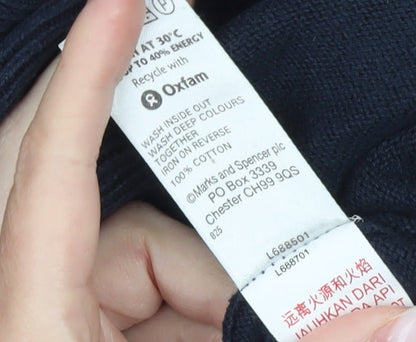 AT 30°C
UP TO 40% ENERGY
Recycle with
Oxfam
WASH INSIDE OUT
WASH DEEP COLOURS
TOGETHER
IRON ON REVERSE
100% COTTON
©Marks and Spencer plc
PO Box 3339
Chester CH99 9QS
825
L688501
L688701
远离火源和火焰
JAUHKAN DARI
DA API